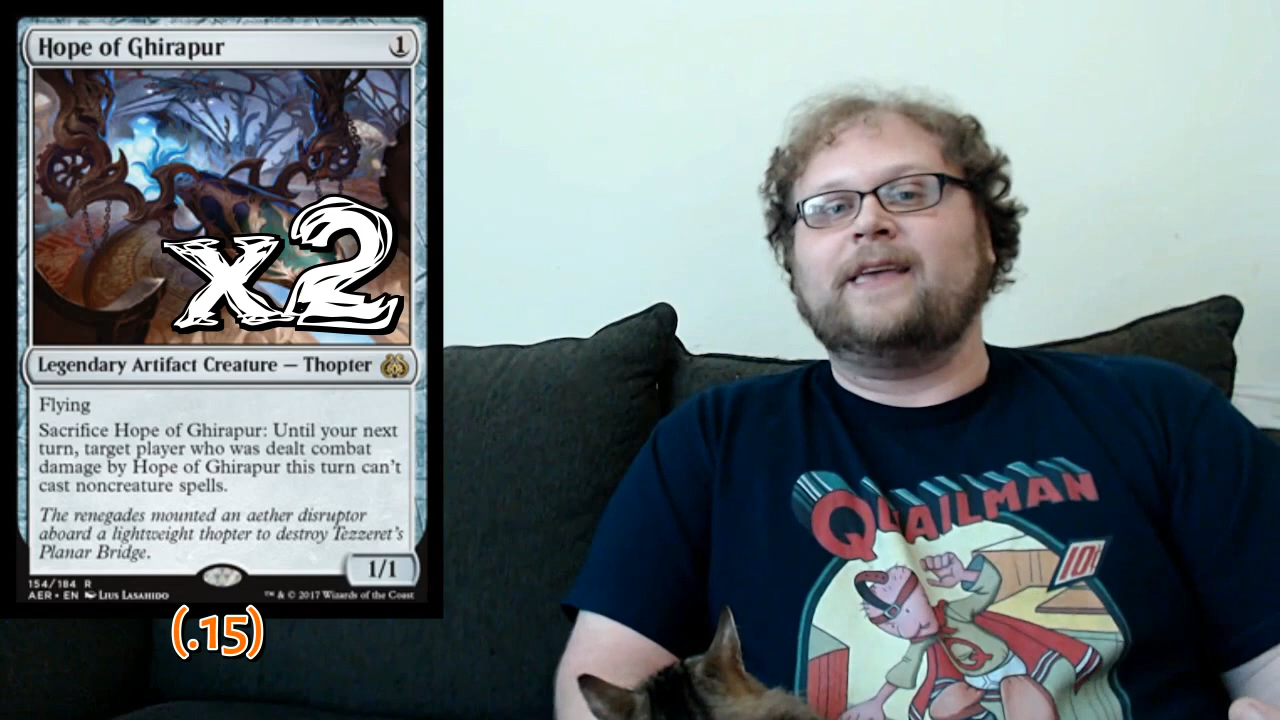 Hope of Ghirapur 1
x2
Legendary Artifact Creature — Thopter
Flying
Sacrifice Hope of Ghirapur: Until your next
turn, target player who was dealt combat
damage by Hope of Ghirapur this turn can't
cast noncreature spells.
The renegades mounted an aether disruptor
aboard a lightweight thopter to destroy Tezzeret's
Planar Bridge.
1/1
154/184 R
AER • EN Lius Lasahido
™ & © 2017 Wizards of the Coast
(.15)
QUAILMAN
10¢
Q